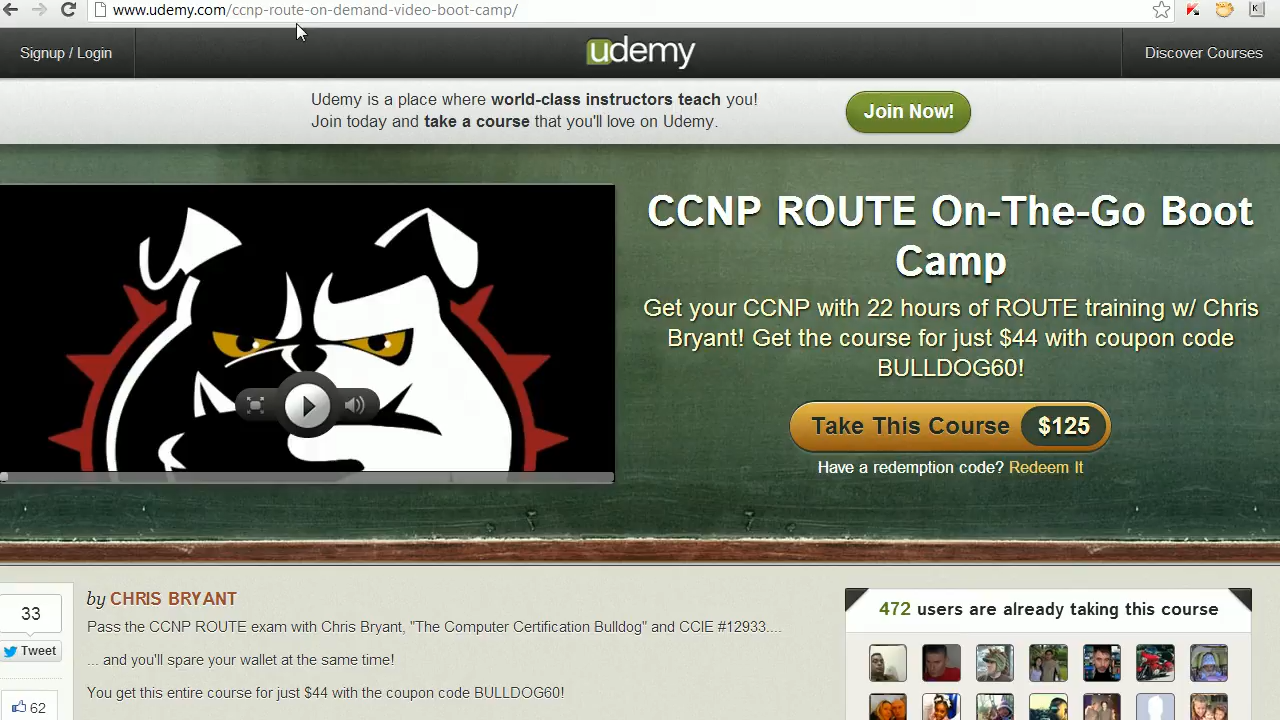 www.udemy.com/ccnp-route-on-demand-video-boot-camp/
Signup / Login
udemy
Discover Courses
Udemy is a place where world-class instructors teach you!
Join today and take a course that you'll love on Udemy.
Join Now!
CCNP ROUTE On-The-Go Boot
Camp
Get your CCNP with 22 hours of ROUTE training w/ Chris
Bryant! Get the course for just $44 with coupon code
BULLDOG60!
Take This Course $125
Have a redemption code? Redeem It
33
Tweet
62
by CHRIS BRYANT
Pass the CCNP ROUTE exam with Chris Bryant, "The Computer Certification Bulldog" and CCIE #12933....
... and you'll spare your wallet at the same time!
You get this entire course for just $44 with the coupon code BULLDOG60!
472 users are already taking this course